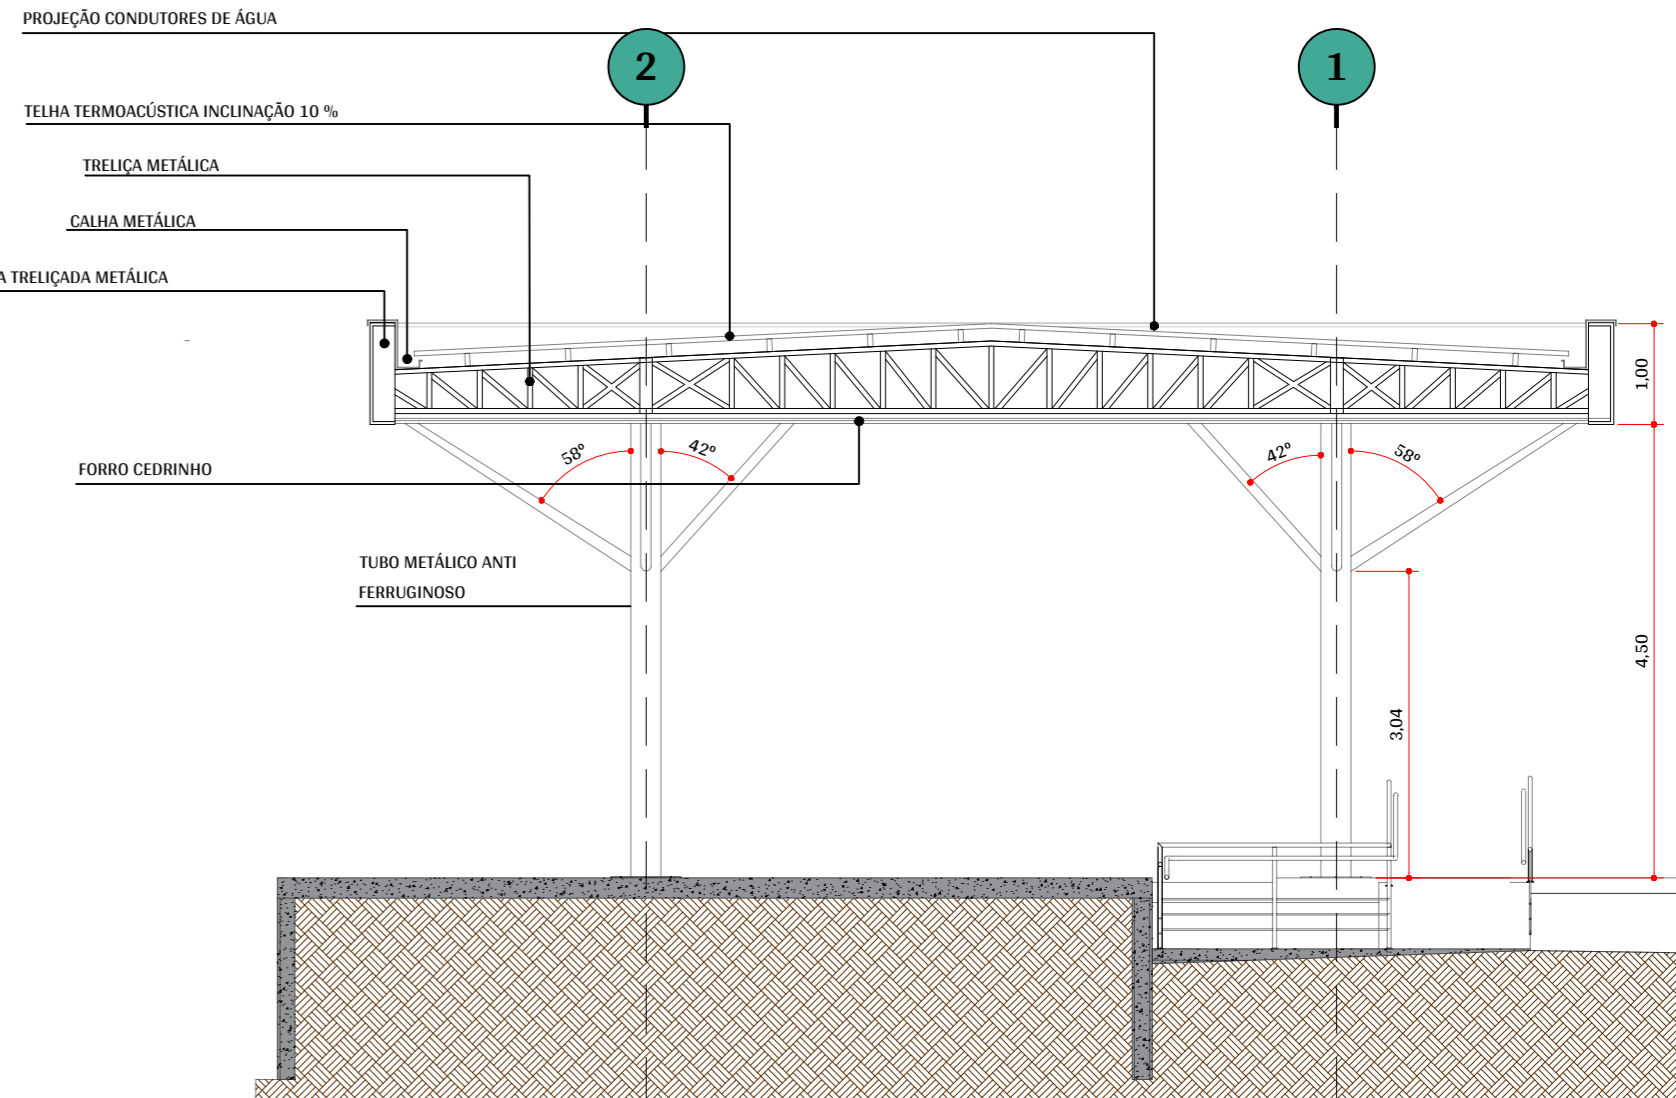 PROJEÇÃO CONDUTORES DE ÁGUA
2
1
TELHA TERMOACÚSTICA INCLINAÇÃO 10 %
TRELIÇA METÁLICA
CALHA METÁLICA
A TRELIÇADA METÁLICA
1,00
58º
42º
42º
58º
FORRO CEDRINHO
TUBO METÁLICO ANTI
FERRUGINOSO
4,50
3,04